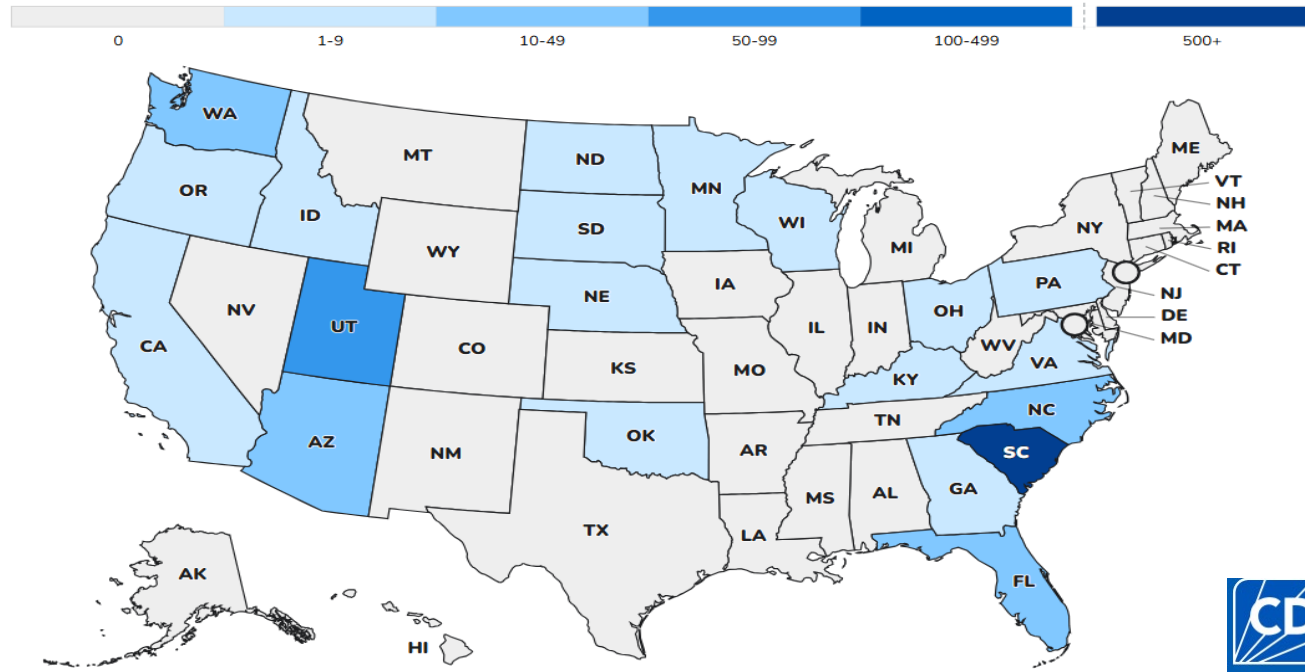 0 1-9 10-49 50-99 100-499 500+
WA
MT
ND
MN
ME
VT
NH
OR
ID
SD
WI
NY
MA
MI
RI
WY
CT
IA
PA
NE
NJ
NV
OH
DE
UT
IL
IN
MD
CA
CO
WV
VA
KS
MO
KY
NC
TN
AZ
OK
NM
AR
SC
GA
MS
AL
TX
LA
AK
FL
HI
CD